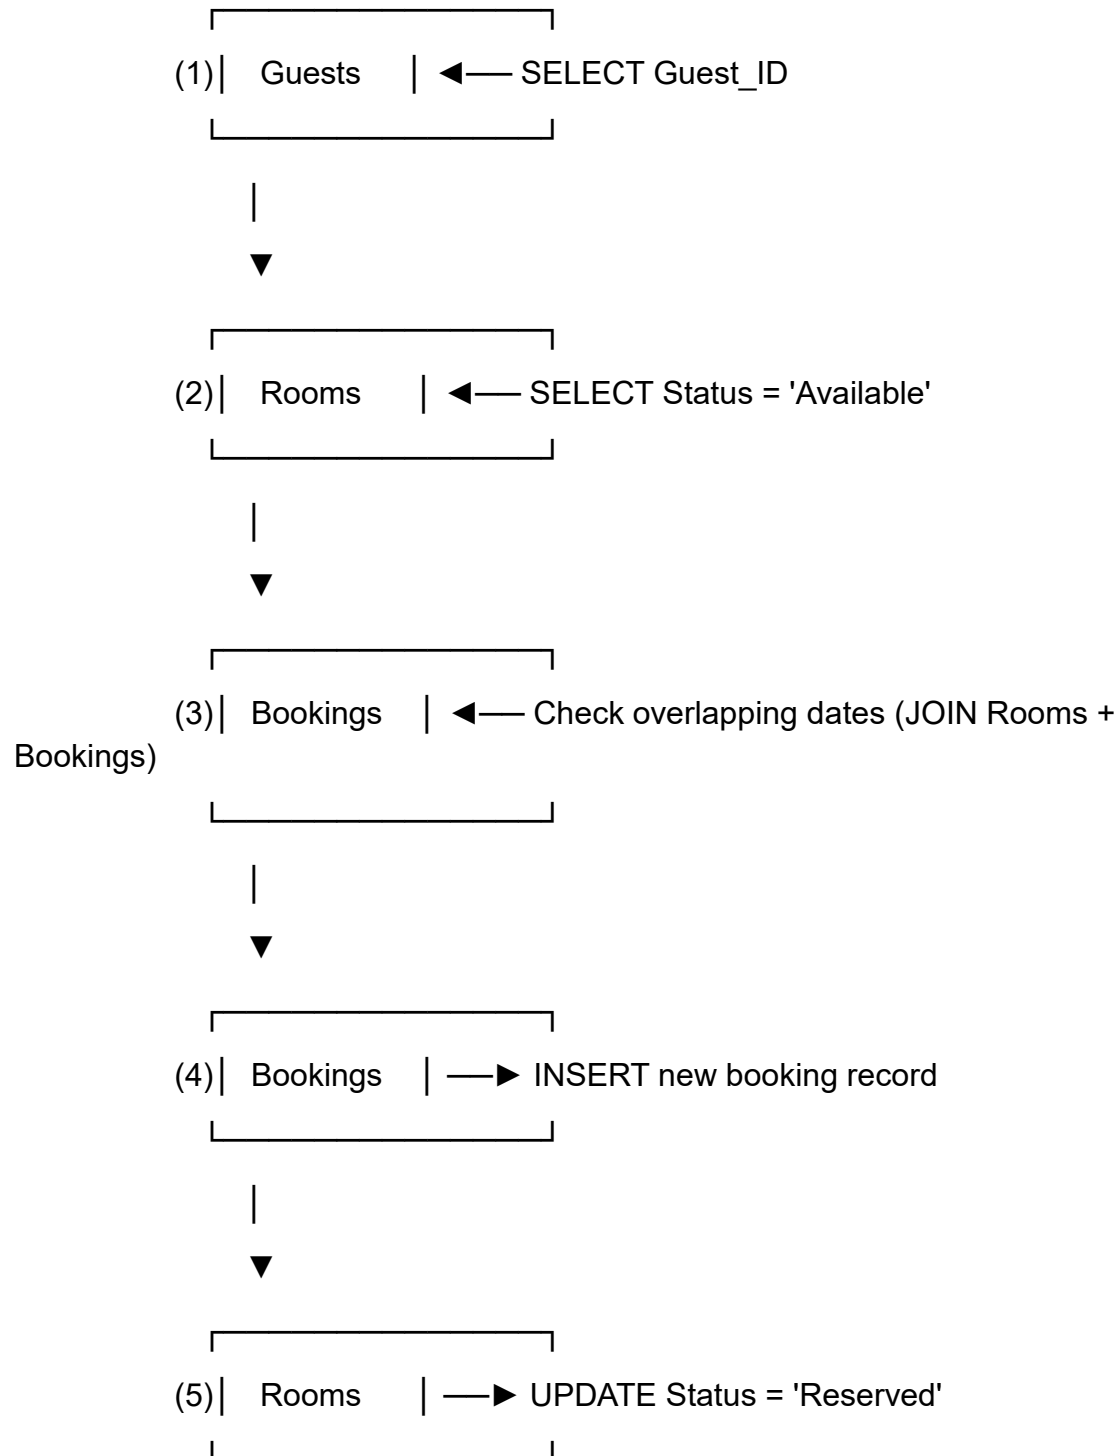 (1)│ Guests │ ◄── SELECT Guest_ID
(2)│ Rooms │ ◄── SELECT Status = 'Available'
(3)│ Bookings │ ◄── Check overlapping dates (JOIN Rooms +
Bookings)
(4)│ Bookings │ ──► INSERT new booking record
(5)│ Rooms │ ──► UPDATE Status = 'Reserved'